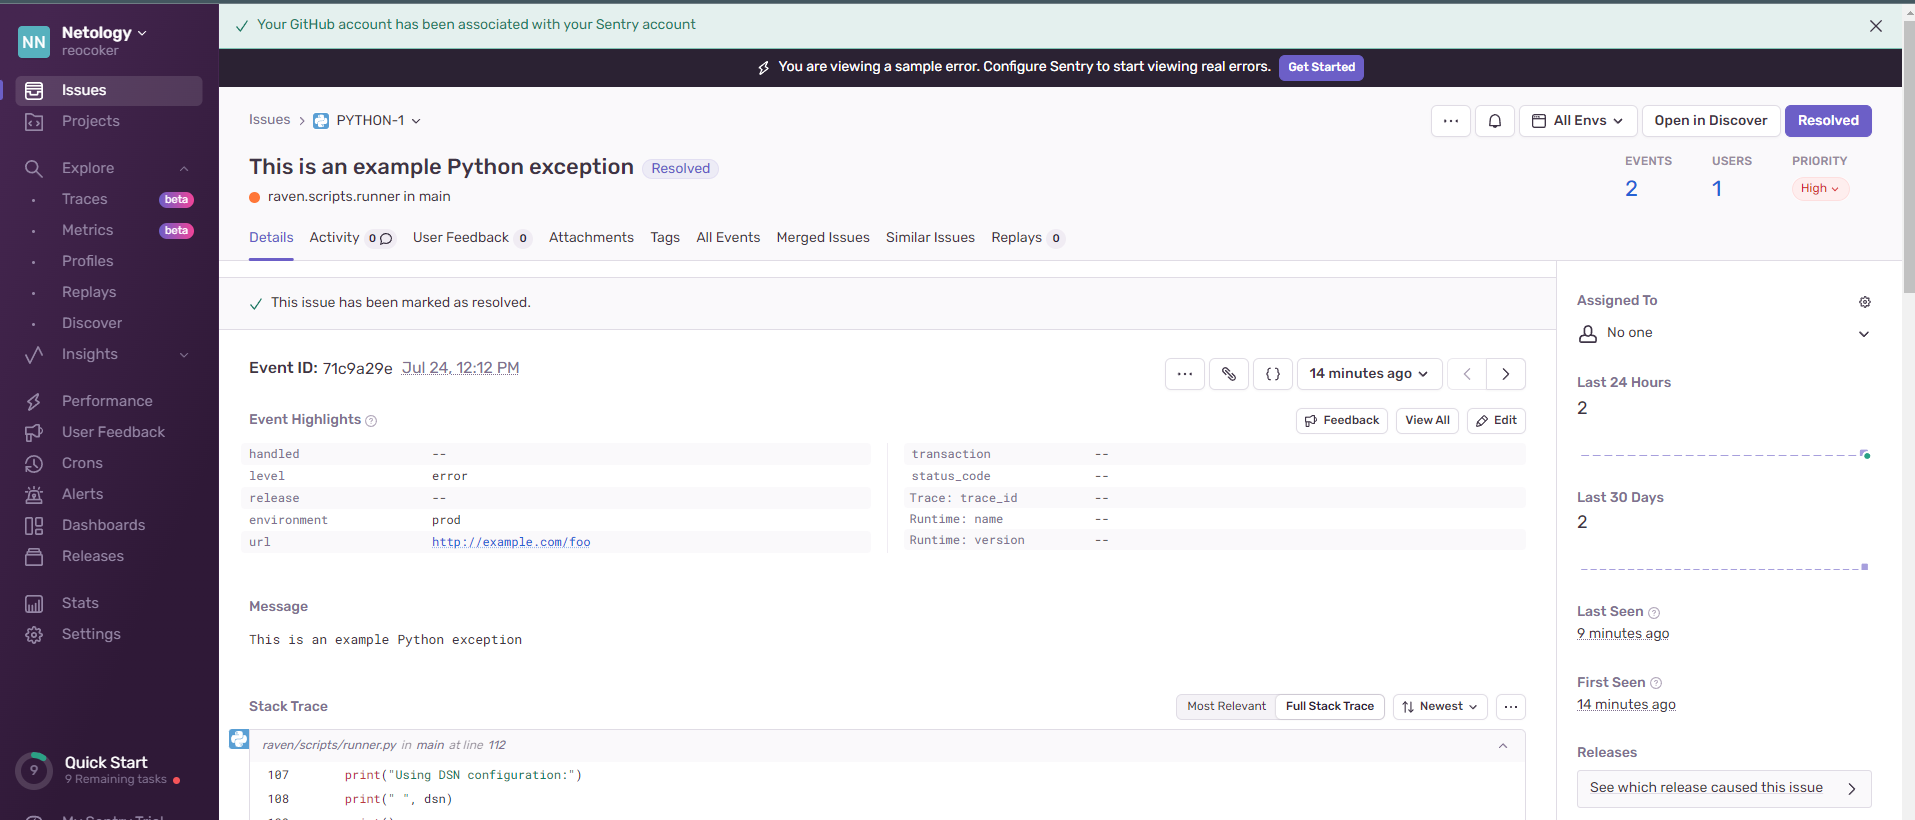 Your GitHub account has been associated with your Sentry account
You are viewing a sample error. Configure Sentry to start viewing real errors. Get Started
NN
Netology
reocoker
Issues
Projects
Explore
Traces beta
Metrics beta
Profiles
Replays
Discover
Insights
Performance
User Feedback
Crons
Alerts
Dashboards
Releases
Stats
Settings
9
Quick Start
9 Remaining tasks
My Sentry Trial
Issues > PYTHON-1
... All Envs Open in Discover Resolved
This is an example Python exception Resolved
raven.scripts.runner in main
EVENTS USERS PRIORITY
2 1 High
Details Activity 0 User Feedback 0 Attachments Tags All Events Merged Issues Similar Issues Replays 0
This issue has been marked as resolved.
Event ID: 71c9a29e Jul 24, 12:12 PM
... {} 14 minutes ago < >
Event Highlights ? Feedback View All Edit
handled --
level error
release --
environment prod
url http://example.com/foo
transaction --
status_code --
Trace: trace_id --
Runtime: name --
Runtime: version --
Message
This is an example Python exception
Stack Trace Most Relevant Full Stack Trace Newest ...
raven/scripts/runner.py in main at line 112
107 print("Using DSN configuration:")
108 print(" ", dsn)
Assigned To
No one
Last 24 Hours
2
Last 30 Days
2
Last Seen ?
9 minutes ago
First Seen ?
14 minutes ago
Releases
See which release caused this issue >